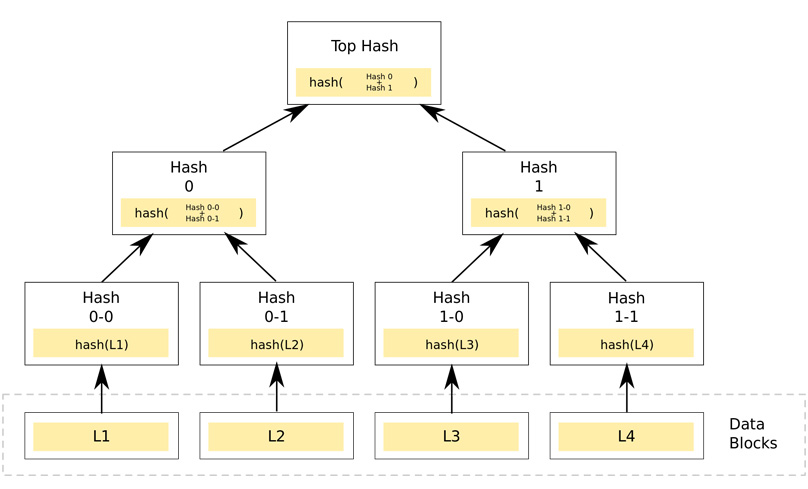 Top Hash
hash( Hash 0 + Hash 1 )
Hash
0
hash( Hash 0-0 + Hash 0-1 )
Hash
1
hash( Hash 1-0 + Hash 1-1 )
Hash
0-0
hash(L1)
Hash
0-1
hash(L2)
Hash
1-0
hash(L3)
Hash
1-1
hash(L4)
L1
L2
L3
L4
Data
Blocks